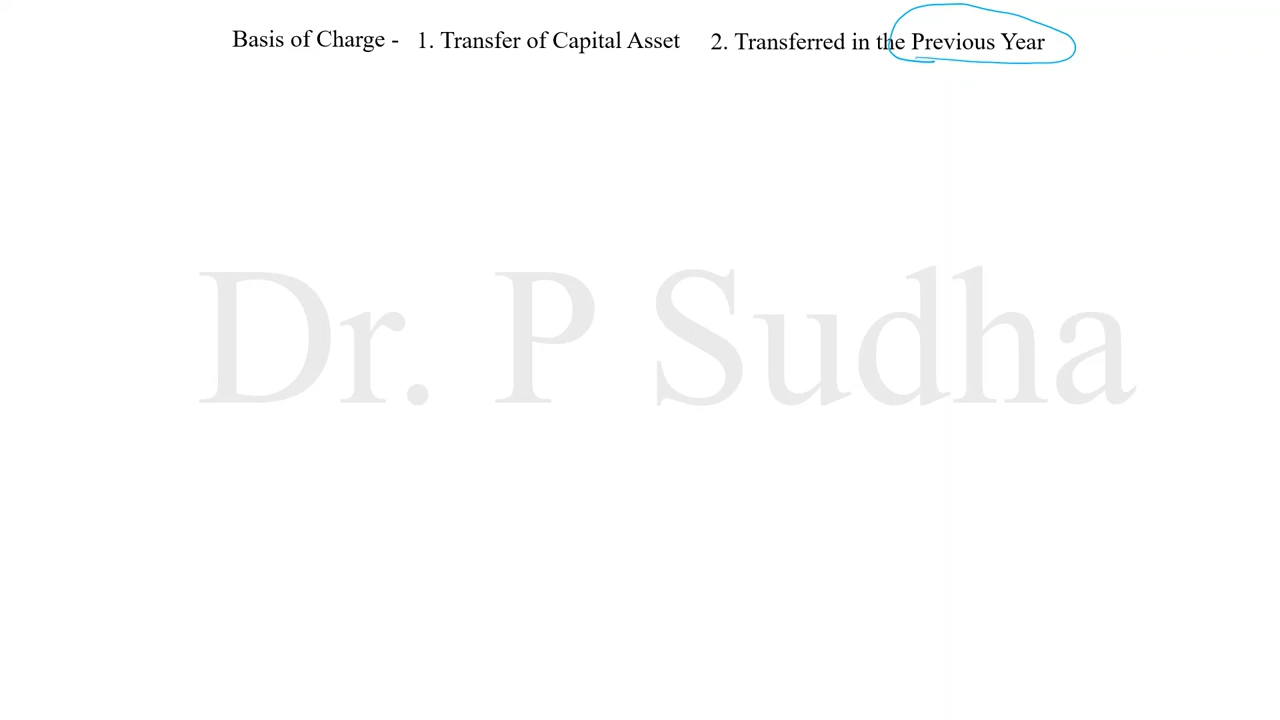 Basis of Charge - 1. Transfer of Capital Asset 2. Transferred in the Previous Year
Dr. P Sudha